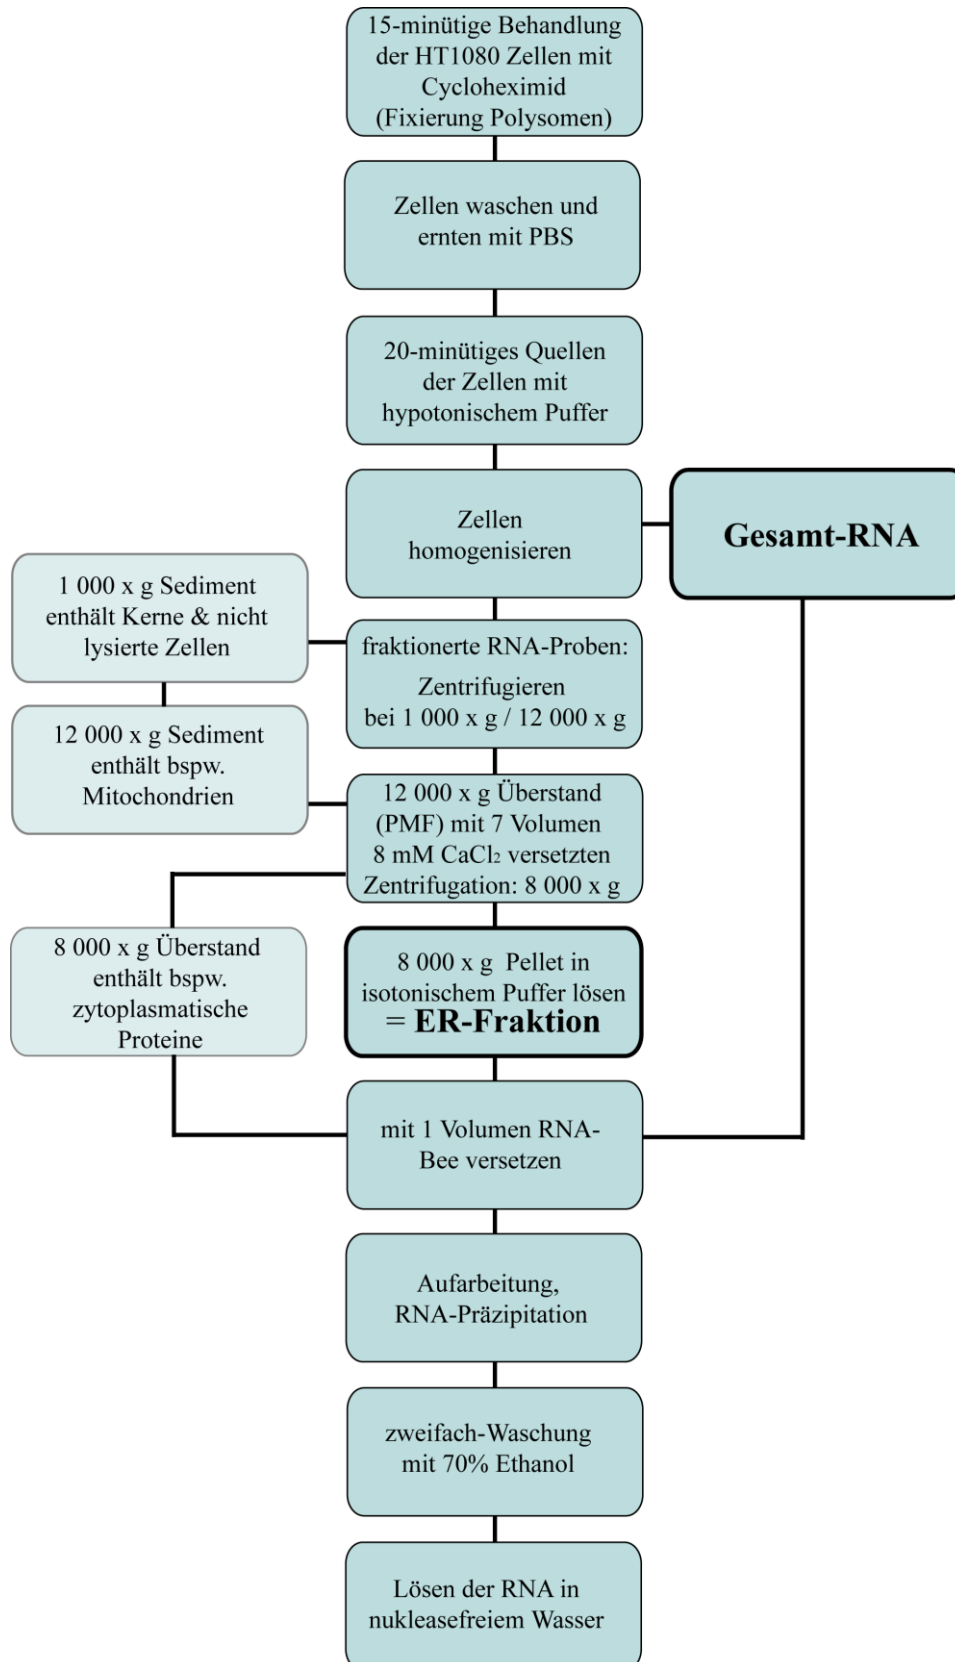 15-minütige Behandlung
der HT1080 Zellen mit
Cycloheximid
(Fixierung Polysomen)
Zellen waschen und
ernten mit PBS
20-minütiges Quellen
der Zellen mit
hypotonischem Puffer
Zellen
homogenisieren
Gesamt-RNA
1 000 x g Sediment
enthält Kerne & nicht
lysierte Zellen
fraktionierte RNA-Proben:
Zentrifugieren
bei 1 000 x g / 12 000 x g
12 000 x g Sediment
enthält bspw.
Mitochondrien
12 000 x g Überstand
(PMF) mit 7 Volumen
8 mM CaCl₂ versetzten
Zentrifugation: 8 000 x g
8 000 x g Überstand
enthält bspw.
zytoplasmatische
Proteine
8 000 x g Pellet in
isotonischem Puffer lösen
= ER-Fraktion
mit 1 Volumen RNA-
Bee versetzen
Aufarbeitung,
RNA-Präzipitation
zweifach-Waschung
mit 70% Ethanol
Lösen der RNA in
nukleasefreiem Wasser